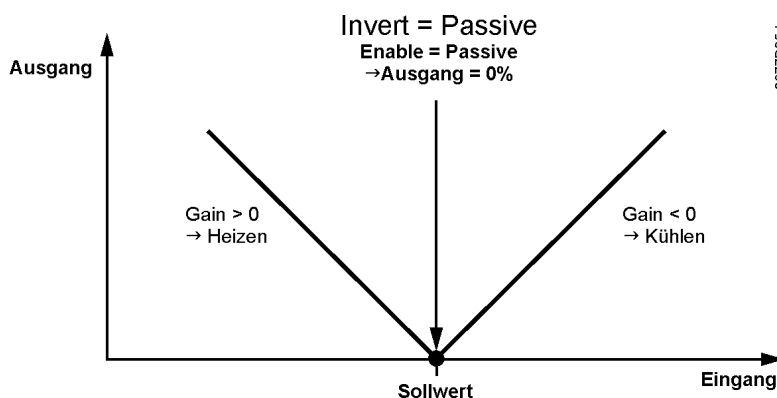 Invert = Passive
Enable = Passive
→Ausgang = 0%
Ausgang
Gain > 0
→ Heizen
Gain < 0
→ Kühlen
Eingang
Sollwert